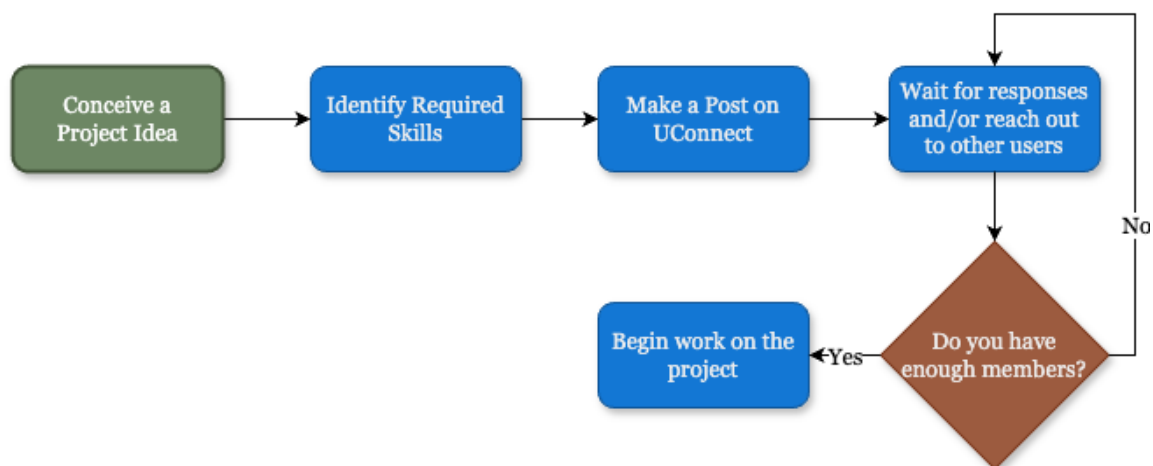 Conceive a
Project Idea
Identify Required
Skills
Make a Post on
UConnect
Wait for responses
and/or reach out
to other users
No
Do you have
enough members?
Yes
Begin work on the
project